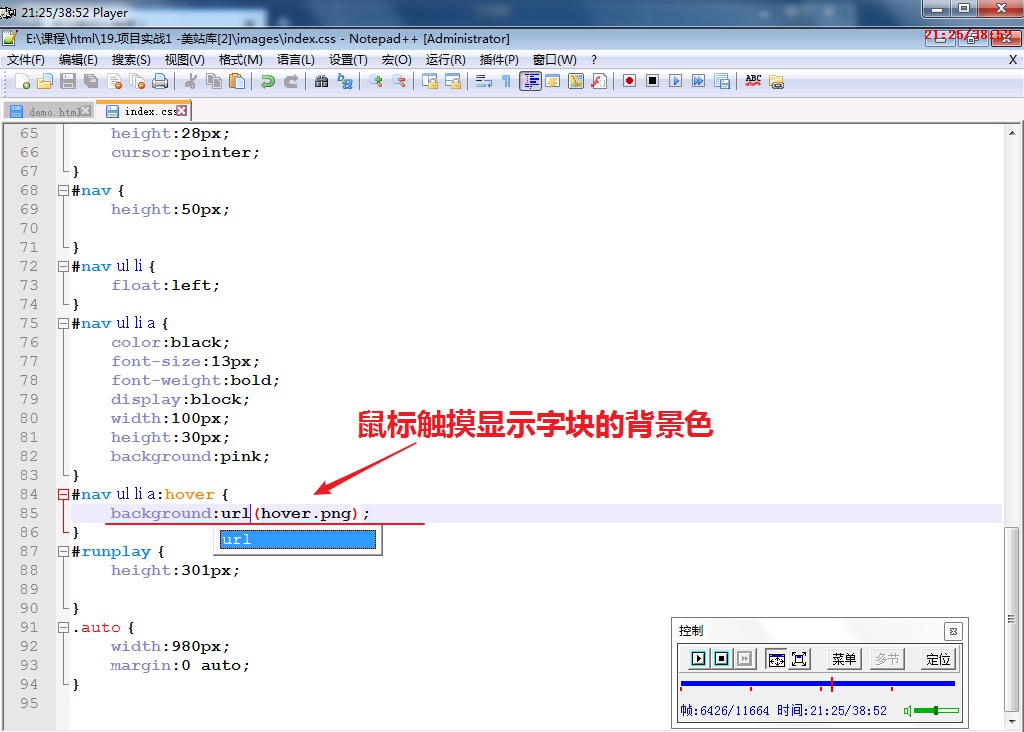 21:25/38:52 Player
21:25/38:52
E:\课程\html\19.项目实战1 -美站库[2]\images\index.css - Notepad++ [Administrator]
文件(F) 编辑(E) 搜索(S) 视图(V) 格式(M) 语言(L) 设置(T) 宏(O) 运行(R) 插件(P) 窗口(W) ? X
ABC
demo.html index.css
65 height:28px;
66 cursor:pointer;
67 }
68 #nav {
69 height:50px;
70
71 }
72 #nav ul li {
73 float:left;
74 }
75 #nav ul li a {
76 color:black;
77 font-size:13px;
78 font-weight:bold;
79 display:block;
80 width:100px;
81 height:30px;
82 background:pink;
83 }
鼠标触摸显示字块的背景色
84 #nav ul li a:hover {
85 background:url(hover.png);
86 }
url
87 #runplay {
88 height:301px;
89
90 }
91 .auto {
92 width:980px;
93 margin:0 auto;
94 }
95
控制
菜单 多节 定位
帧:6426/11664 时间:21:25/38:52